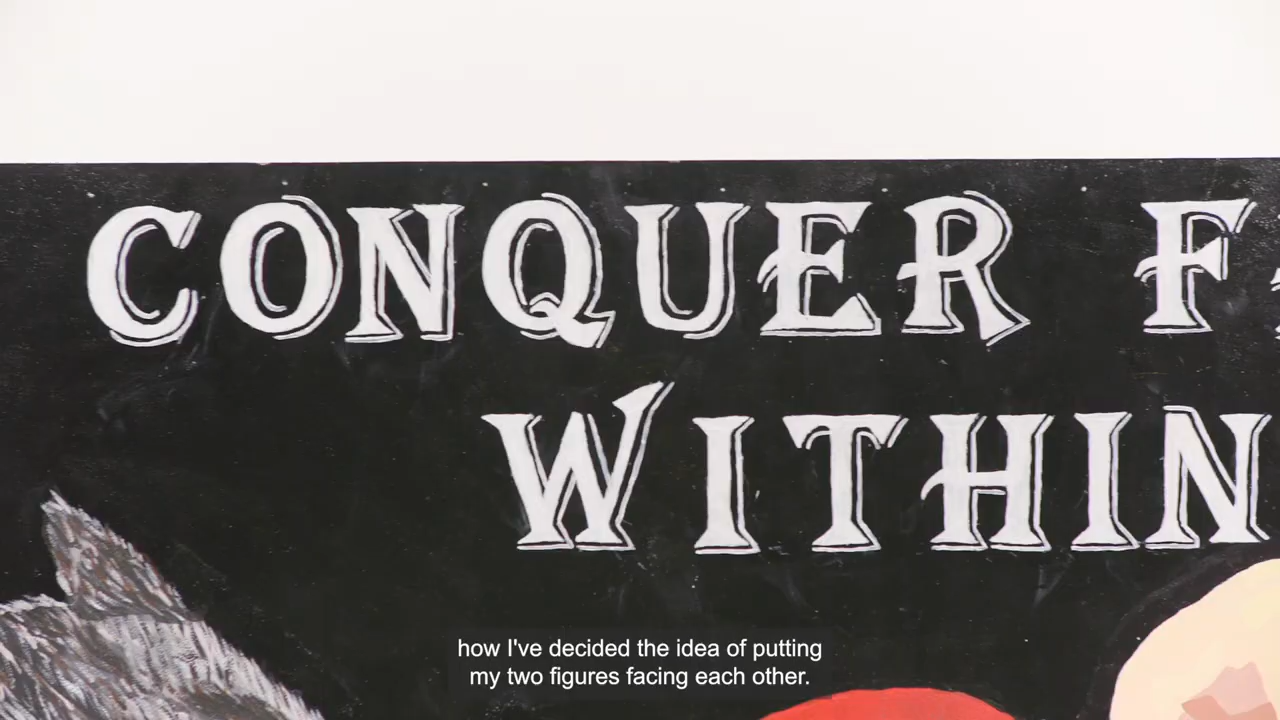 CONQUER F
WITHIN
how I've decided the idea of putting
my two figures facing each other.